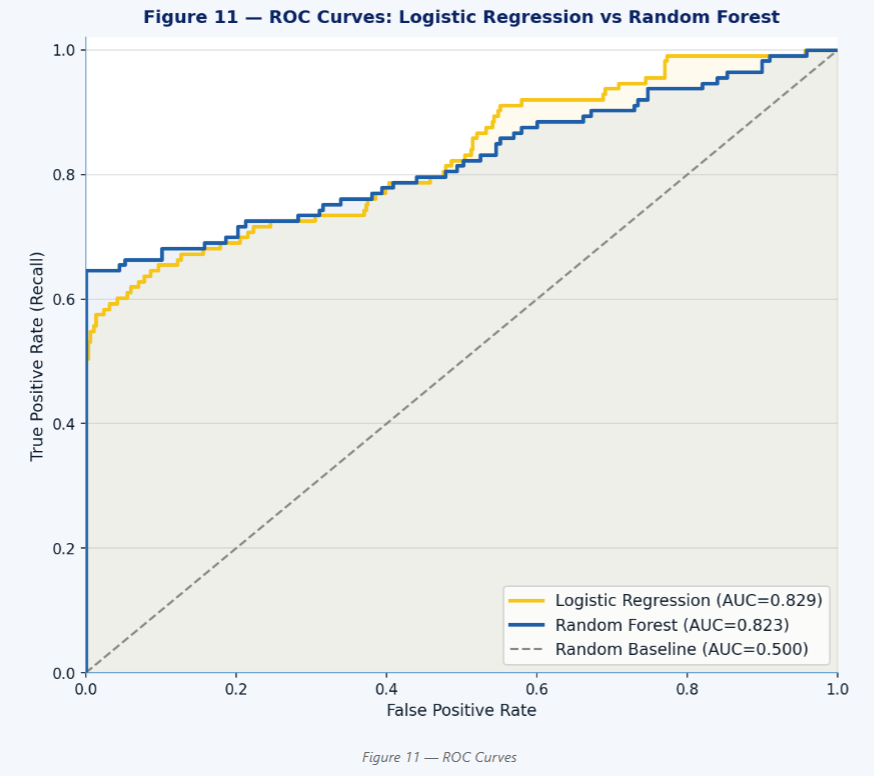 Figure 11 — ROC Curves: Logistic Regression vs Random Forest
1.0
0.8
0.6
0.4
0.2
0.0
True Positive Rate (Recall)
Logistic Regression (AUC=0.829)
Random Forest (AUC=0.823)
Random Baseline (AUC=0.500)
0.0 0.2 0.4 0.6 0.8 1.0
False Positive Rate
Figure 11 — ROC Curves